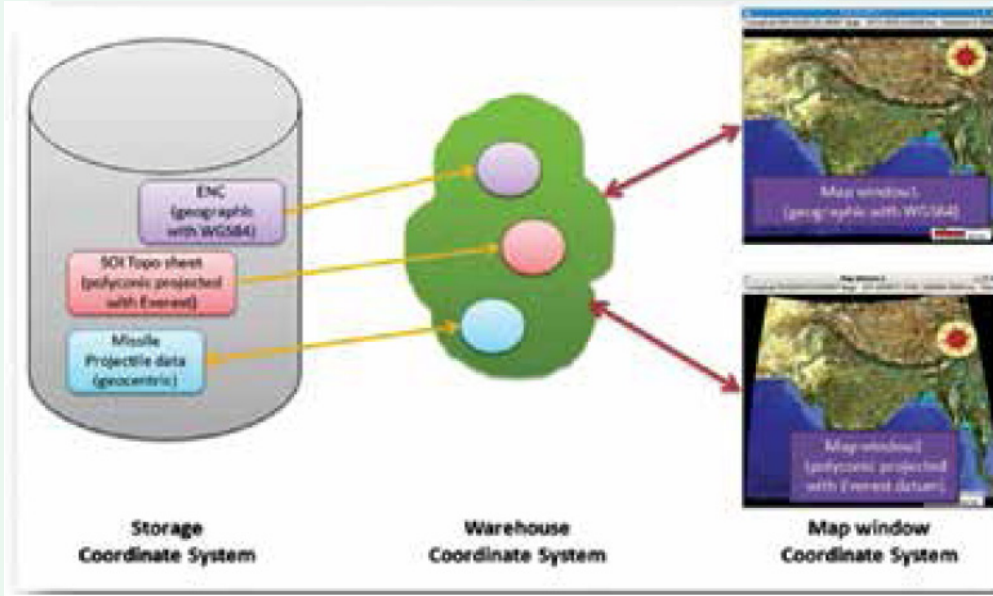 ENC
(geographic
with WGS84)
SOI Topo sheet
(polyconic projected
with Everest)
Missile
Projectile data
(geocentric)
Map window1
(geographic with WGS84)
Map window2
(polyconic projected
with Everest datum)
Storage
Coordinate System
Warehouse
Coordinate System
Map window
Coordinate System